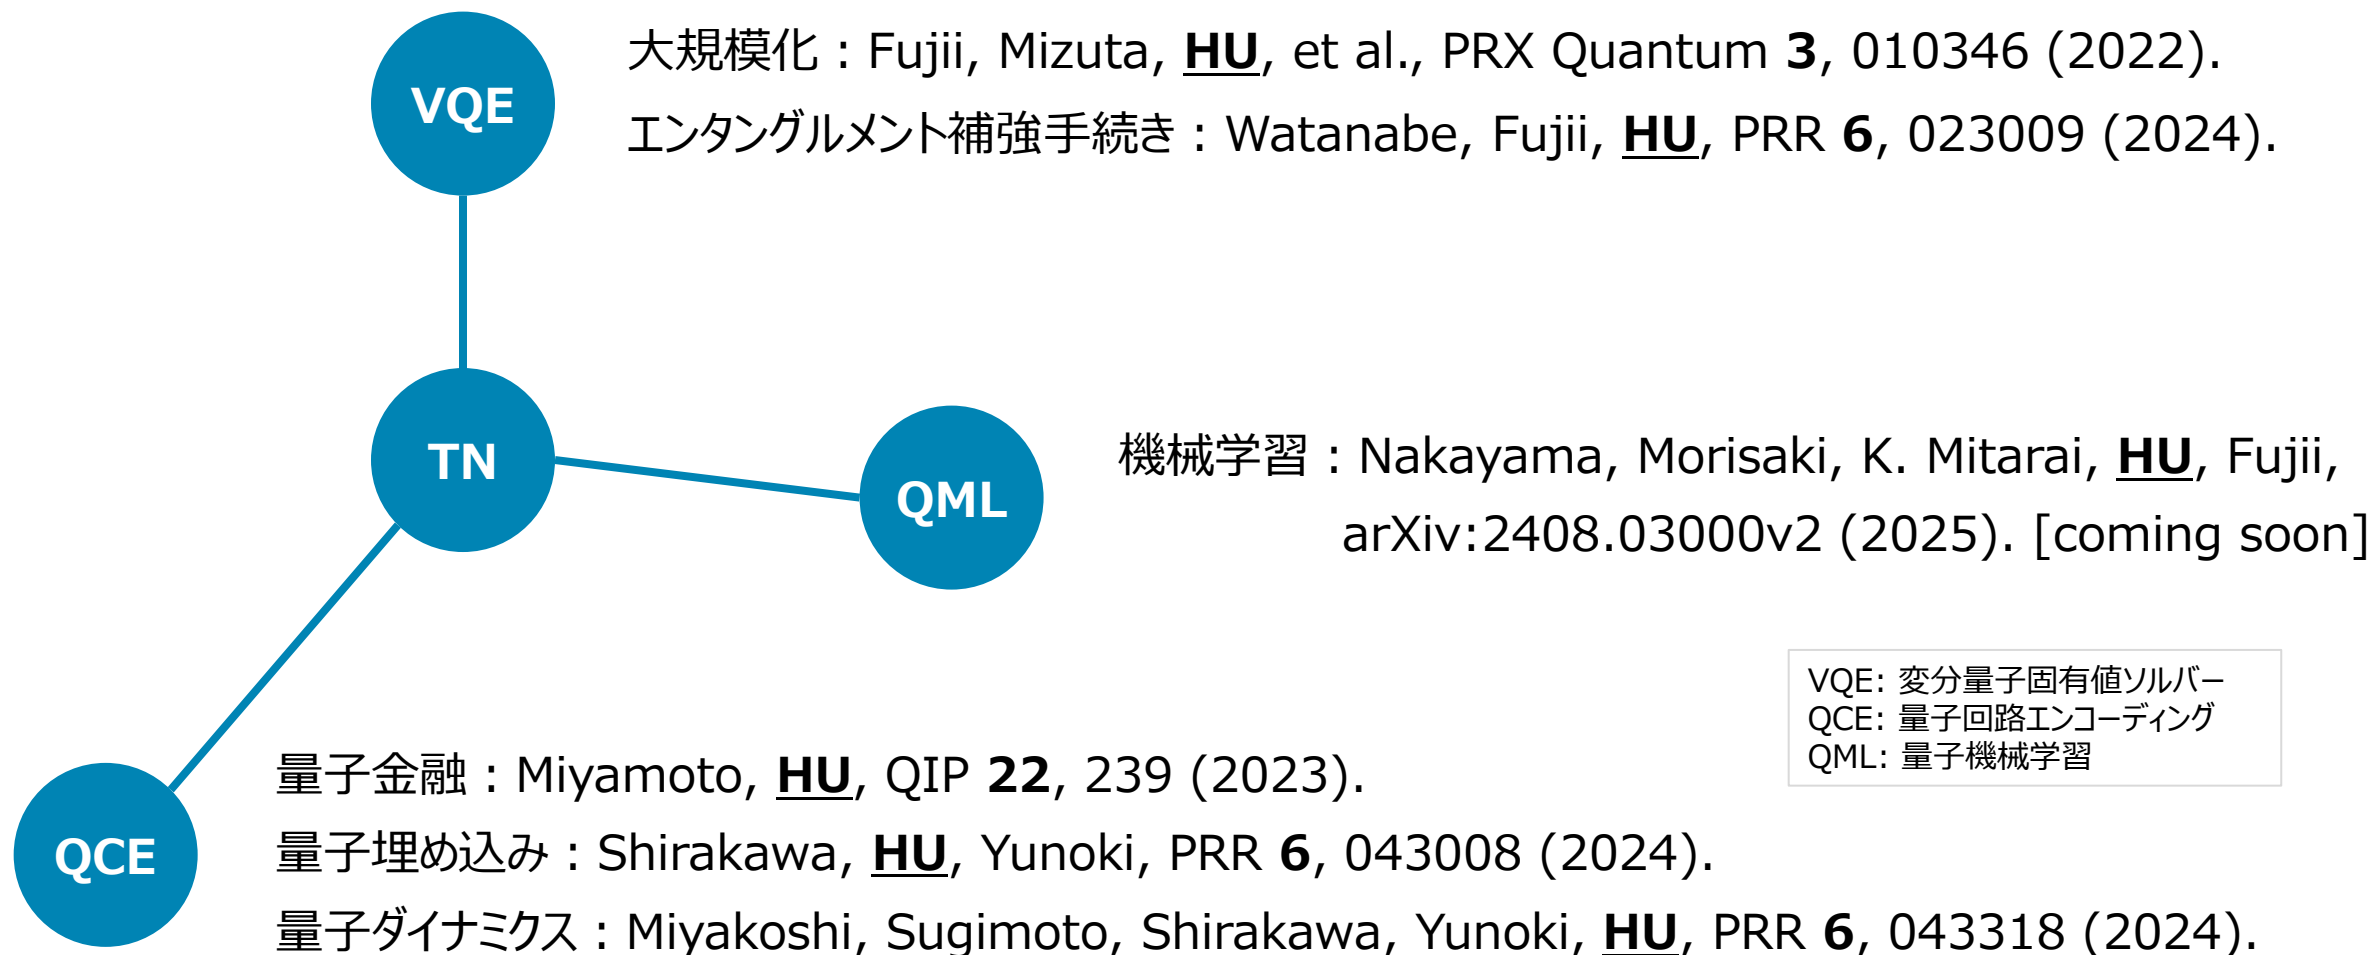 VQE
大規模化：Fujii, Mizuta, HU, et al., PRX Quantum 3, 010346 (2022).
エンタングルメント補強手続き：Watanabe, Fujii, HU, PRR 6, 023009 (2024).
TN
QML
機械学習：Nakayama, Morisaki, K. Mitarai, HU, Fujii,
arXiv:2408.03000v2 (2025). [coming soon]
VQE: 変分量子固有値ソルバー
QCE: 量子回路エンコーディング
QML: 量子機械学習
QCE
量子金融：Miyamoto, HU, QIP 22, 239 (2023).
量子埋め込み：Shirakawa, HU, Yunoki, PRR 6, 043008 (2024).
量子ダイナミクス：Miyakoshi, Sugimoto, Shirakawa, Yunoki, HU, PRR 6, 043318 (2024).